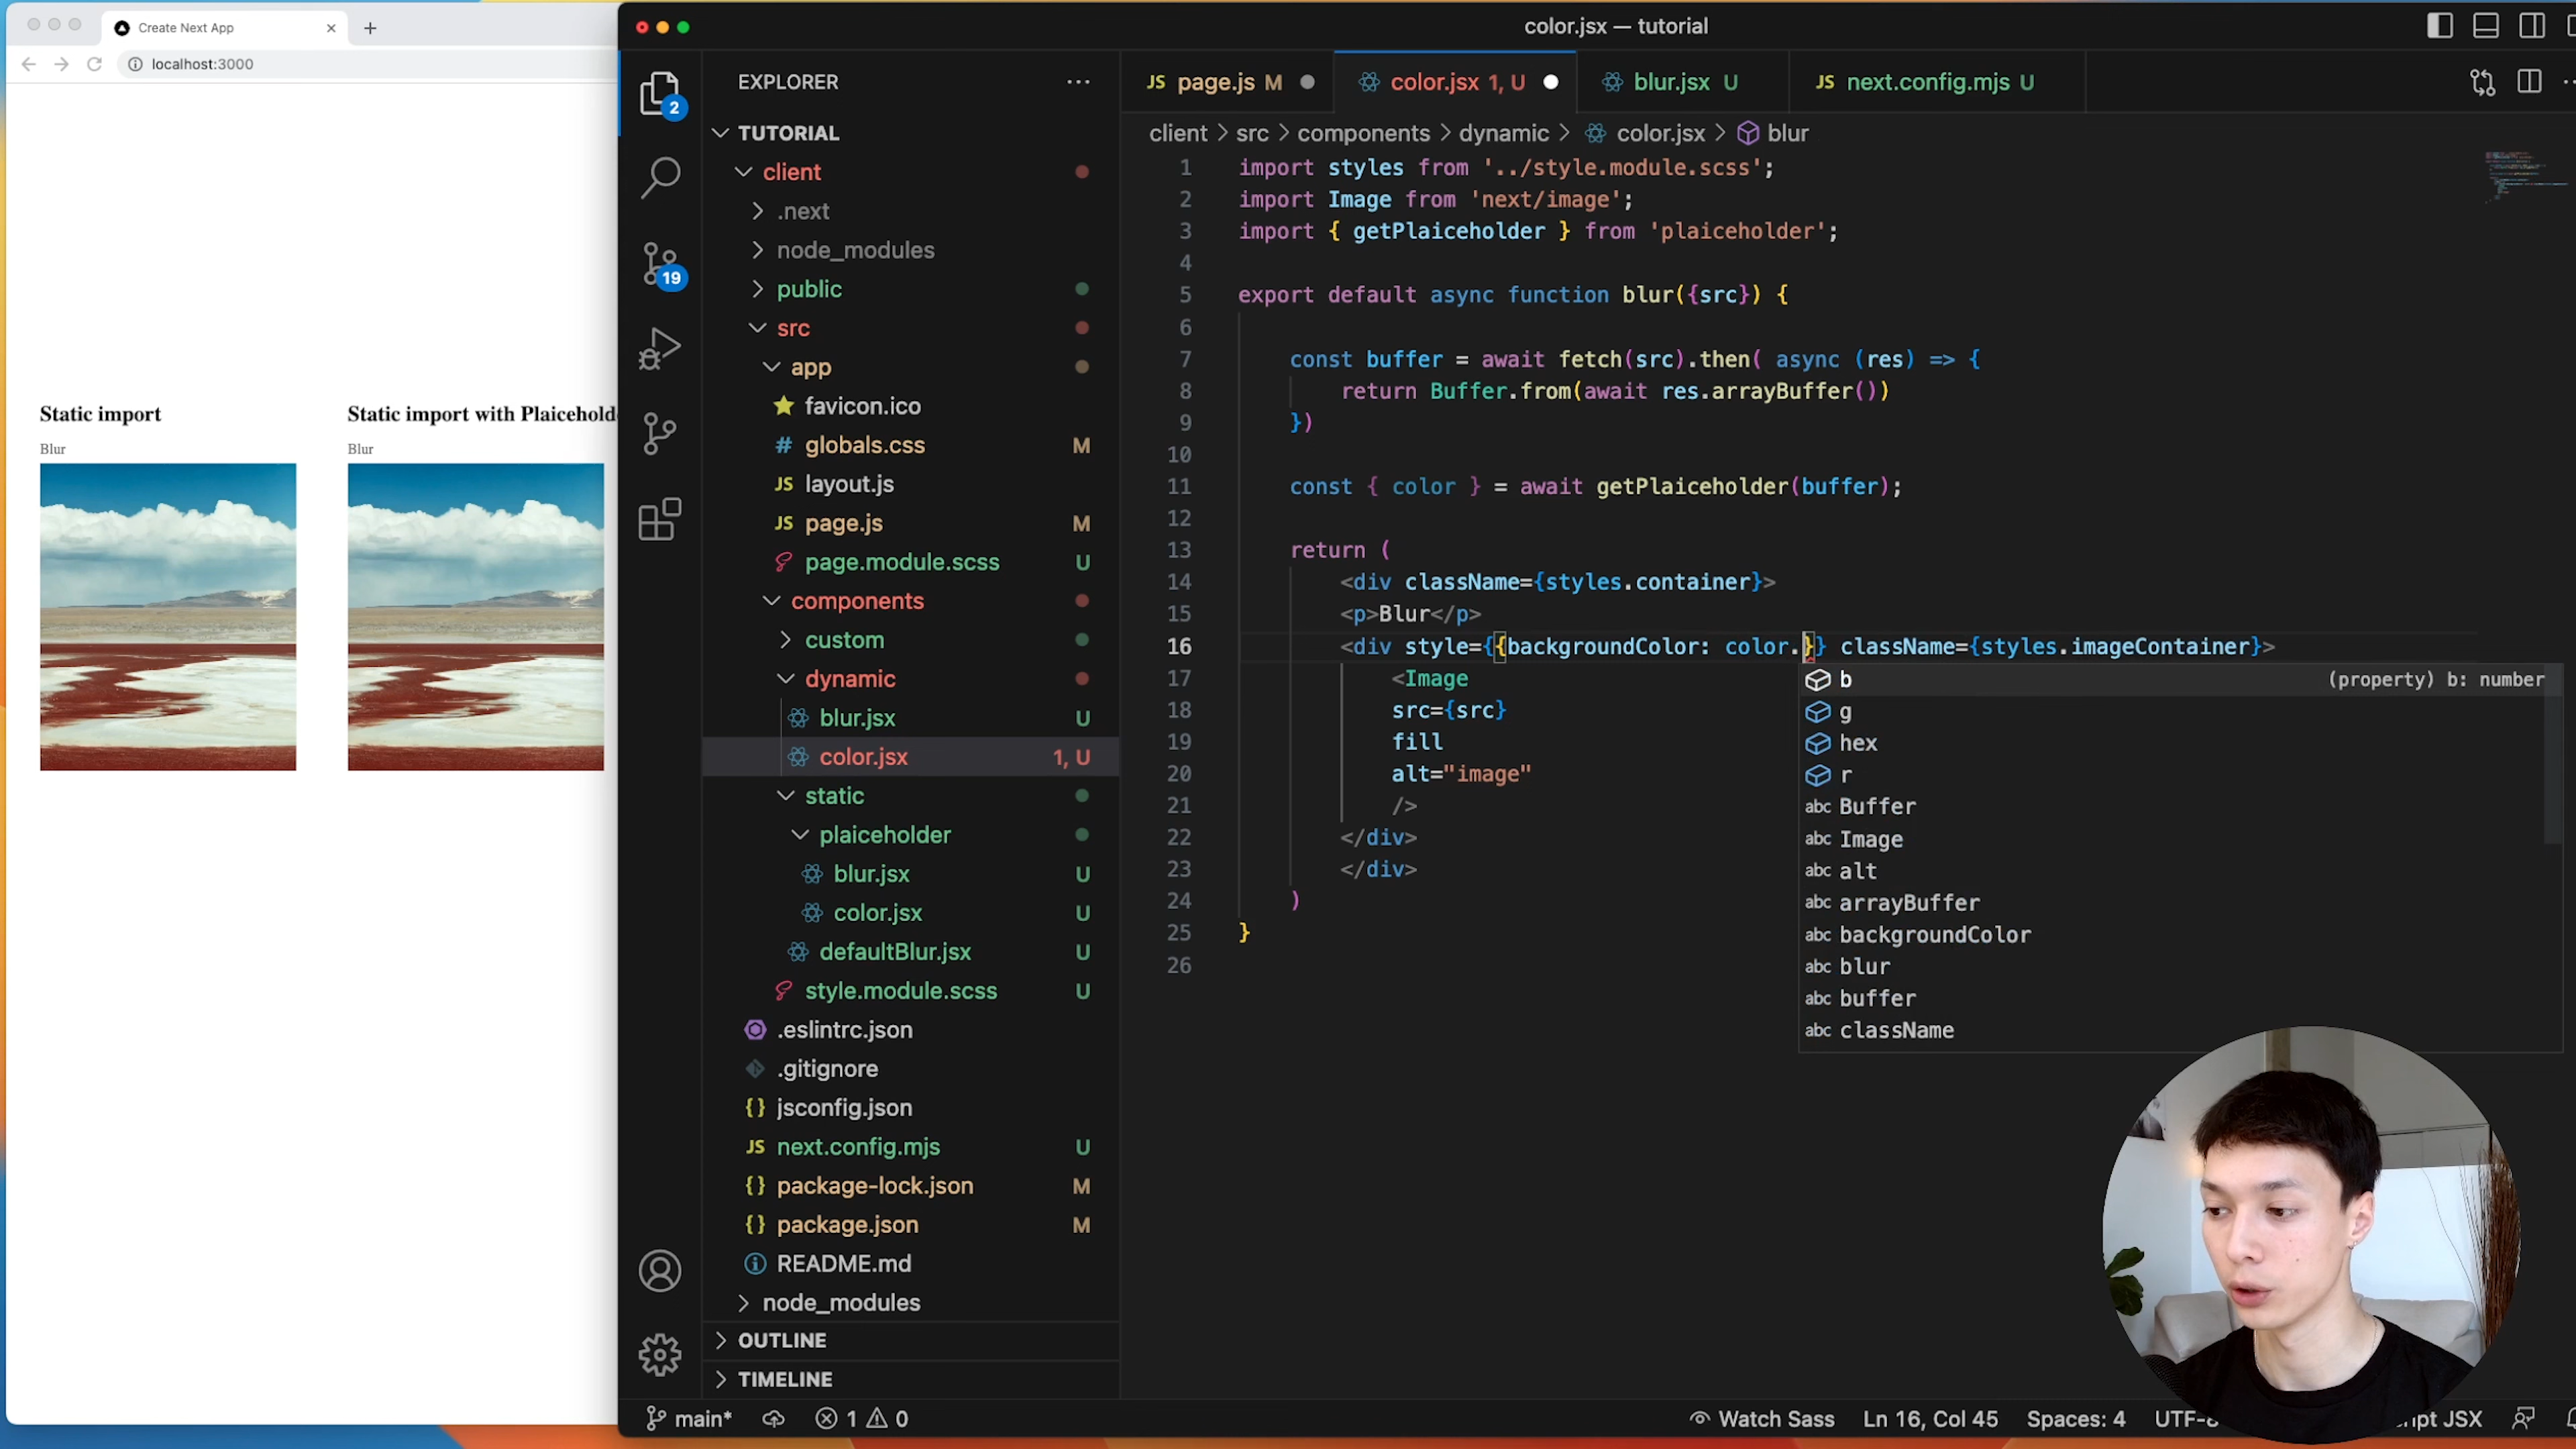 Create Next App
localhost:3000
Static import
Blur
Static import with Plaicehold
Blur
color.jsx — tutorial
EXPLORER
TUTORIAL
client
.next
node_modules
public
src
app
favicon.ico
globals.css M
layout.js
page.js M
page.module.scss U
components
custom
dynamic
blur.jsx U
color.jsx 1, U
static
plaiceholder
blur.jsx U
color.jsx U
defaultBlur.jsx U
style.module.scss U
.eslintrc.json
.gitignore
jsconfig.json
next.config.mjs U
package-lock.json M
package.json M
README.md
node_modules
OUTLINE
TIMELINE
2
19
JS page.js M
color.jsx 1, U
blur.jsx U
JS next.config.mjs U
client > src > components > dynamic > color.jsx > blur
1 import styles from '../style.module.scss';
2 import Image from 'next/image';
3 import { getPlaiceholder } from 'plaiceholder';
4
5 export default async function blur({src}) {
6
7 const buffer = await fetch(src).then( async (res) => {
8 return Buffer.from(await res.arrayBuffer())
9 })
10
11 const { color } = await getPlaiceholder(buffer);
12
13 return (
14 <div className={styles.container}>
15 <p>Blur</p>
16 <div style={{backgroundColor: color.}} className={styles.imageContainer}>
17 <Image
18 src={src}
19 fill
20 alt="image"
21 />
22 </div>
23 </div>
24 )
25 }
26
b (property) b: number
g
hex
r
abc Buffer
abc Image
abc alt
abc arrayBuffer
abc backgroundColor
abc blur
abc buffer
abc className
main* 1 0
Watch Sass Ln 16, Col 45 Spaces: 4 UTF-8 ipt JSX